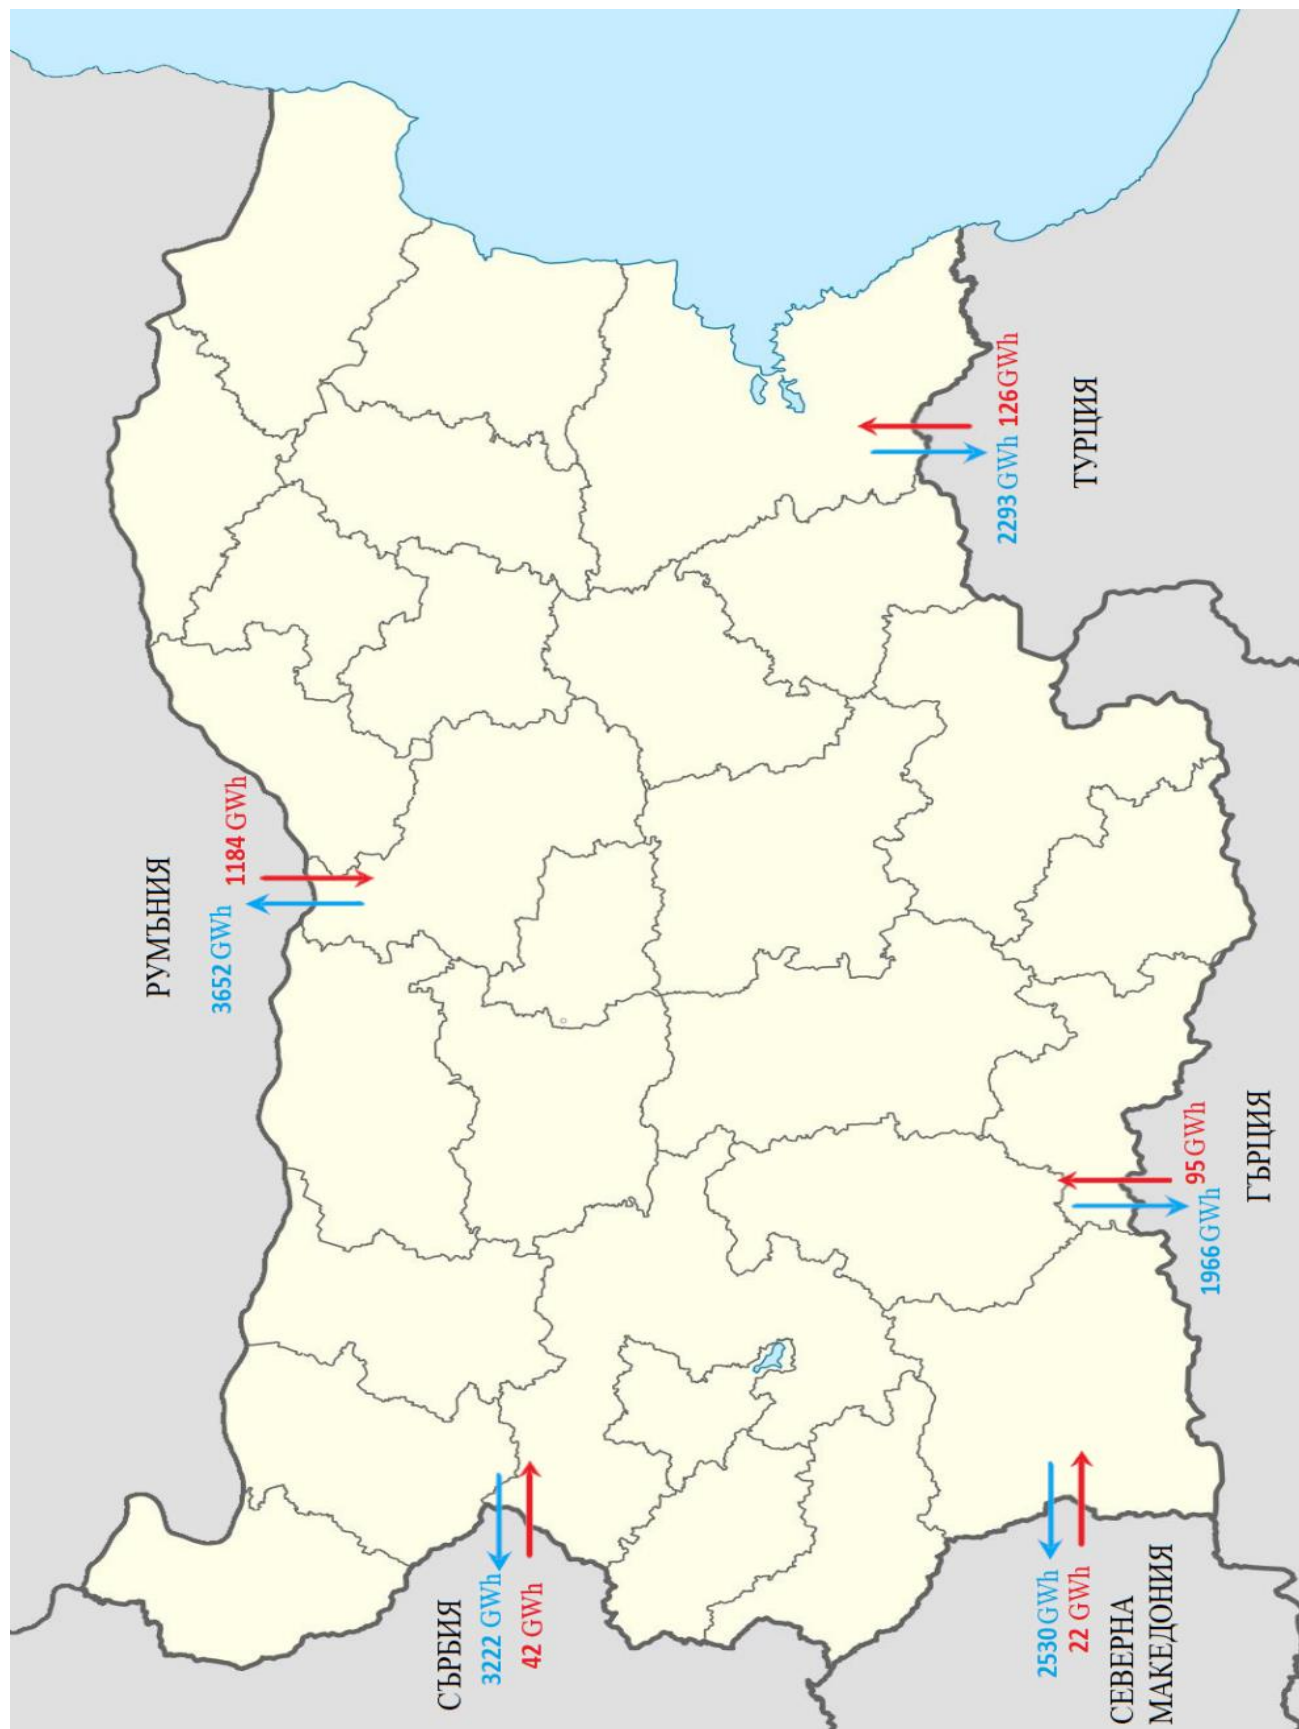 РУМЪНИЯ
3652 GWh 1184 GWh
СЪРБИЯ
3222 GWh
42 GWh
2530 GWh
22 GWh
СЕВЕРНА
МАКЕДОНИЯ
2293 GWh 126 GWh
ТУРЦИЯ
1966 GWh 95 GWh
ГЪРЦИЯ